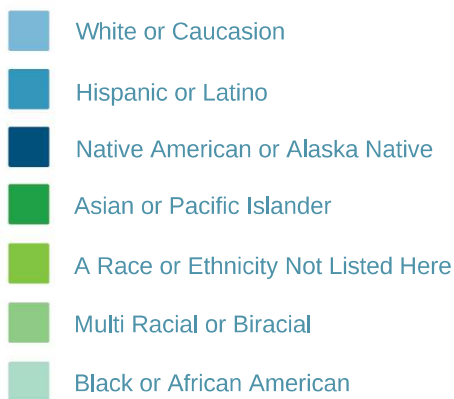 White or Caucasion
Hispanic or Latino
Native American or Alaska Native
Asian or Pacific Islander
A Race or Ethnicity Not Listed Here
Multi Racial or Biracial
Black or African American